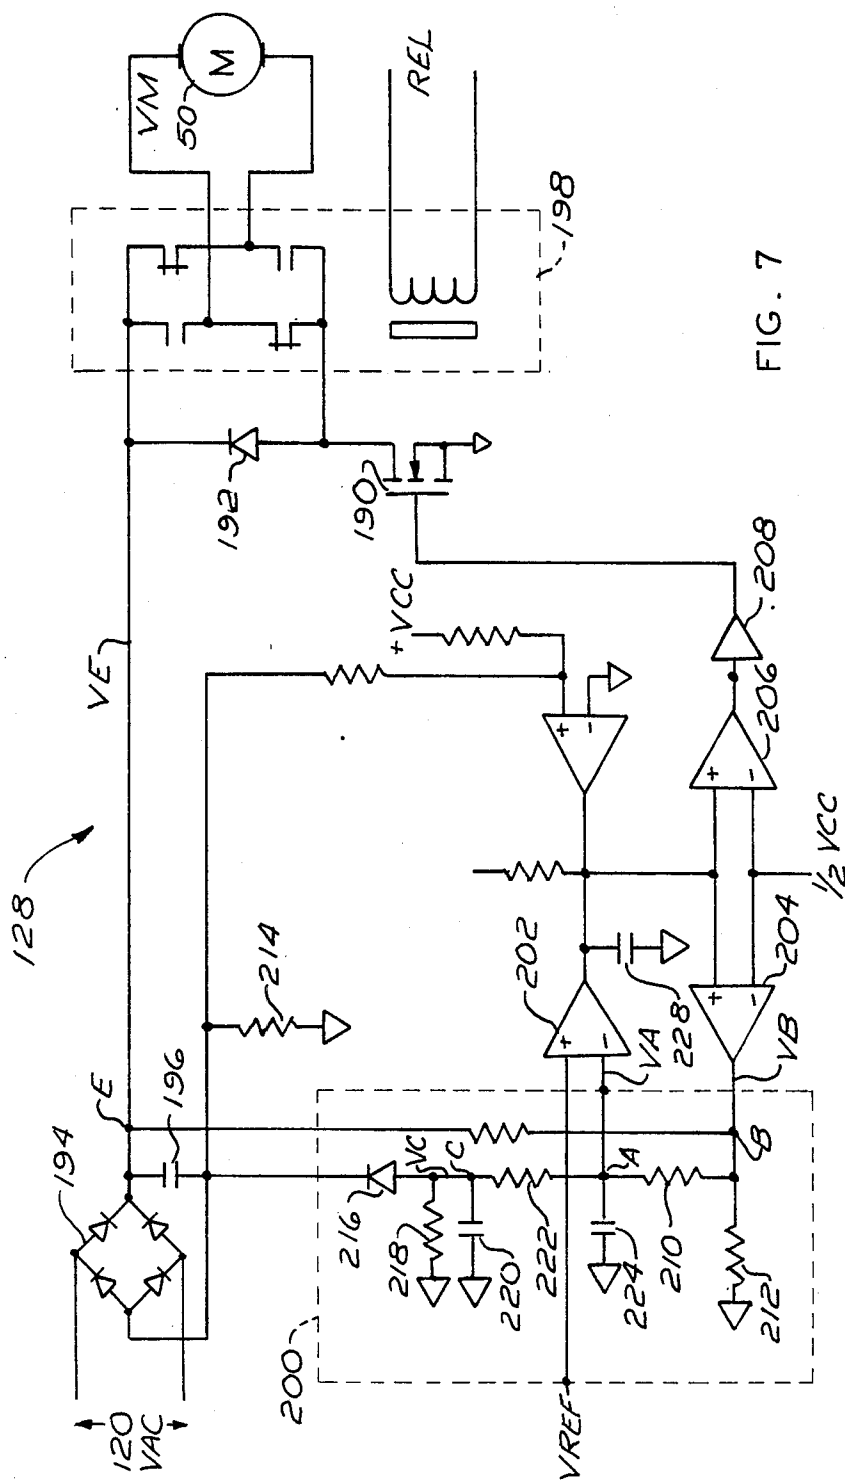 FIG. 7
128
120
VAC
194
E
196
VE
192
198
VM
50
M
REL
214
190
+VCC
200
216
VC
C
218
220
222
A
224
210
212
B
VREF
202
+
-
VA
228
+
-
VB
204
+
-
206
+
-
208
1/2 VCC